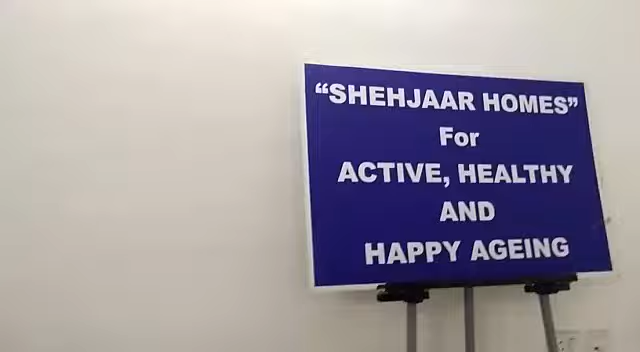 “SHEHJAAR HOMES”
For
ACTIVE, HEALTHY
AND
HAPPY AGEING